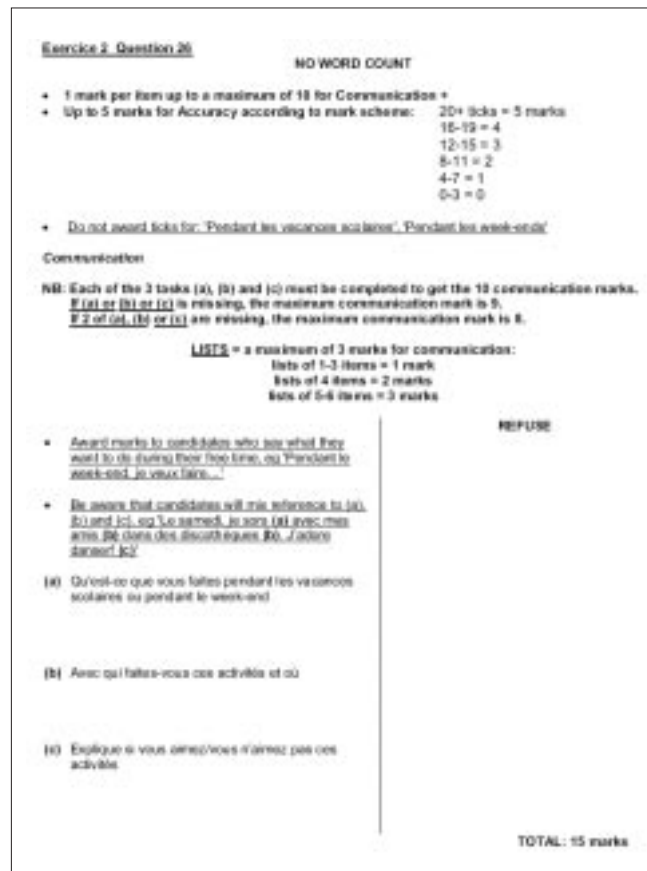 Exercice 2 Question 26
NO WORD COUNT
• 1 mark per item up to a maximum of 10 for Communication +
• Up to 5 marks for Accuracy according to mark scheme: 20+ ticks = 5 marks
16-19 = 4
12-15 = 3
8-11 = 2
4-7 = 1
0-3 = 0
• Do not award ticks for: 'Pendant les vacances scolaires', 'Pendant les week-ends'
Communication
NB: Each of the 3 tasks (a), (b) and (c) must be completed to get the 10 communication marks.
If (a) or (b) or (c) is missing, the maximum communication mark is 9.
If 2 of (a), (b) or (c) are missing, the maximum communication mark is 8.
LISTS = a maximum of 3 marks for communication:
lists of 1-3 items = 1 mark
lists of 4 items = 2 marks
lists of 5-6 items = 3 marks
REFUSE
• Award marks to candidates who say what they
want to do during their free time, eg 'Pendant le
week-end, je veux faire…'
• Be aware that candidates will mix reference to (a),
(b) and (c), eg 'Le samedi, je sors (a) avec mes
amis (b) dans des discothèques (b). J'adore
danser! (c)'
(a) Qu'est-ce que vous faites pendant les vacances
scolaires ou pendant le week-end
(b) Avec qui faites-vous ces activités et où
(c) Explique si vous aimez/vous n'aimez pas ces
activités
TOTAL: 15 marks